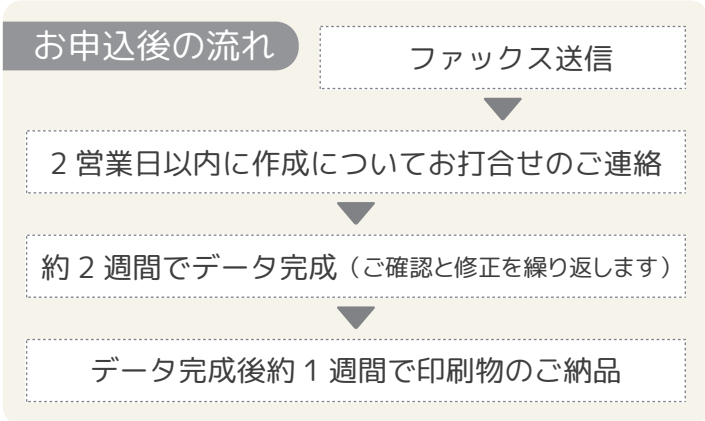 お申込後の流れ
ファックス送信
2営業日以内に作成についてお打合せのご連絡
約2週間でデータ完成（ご確認と修正を繰り返します）
データ完成後約1週間で印刷物のご納品